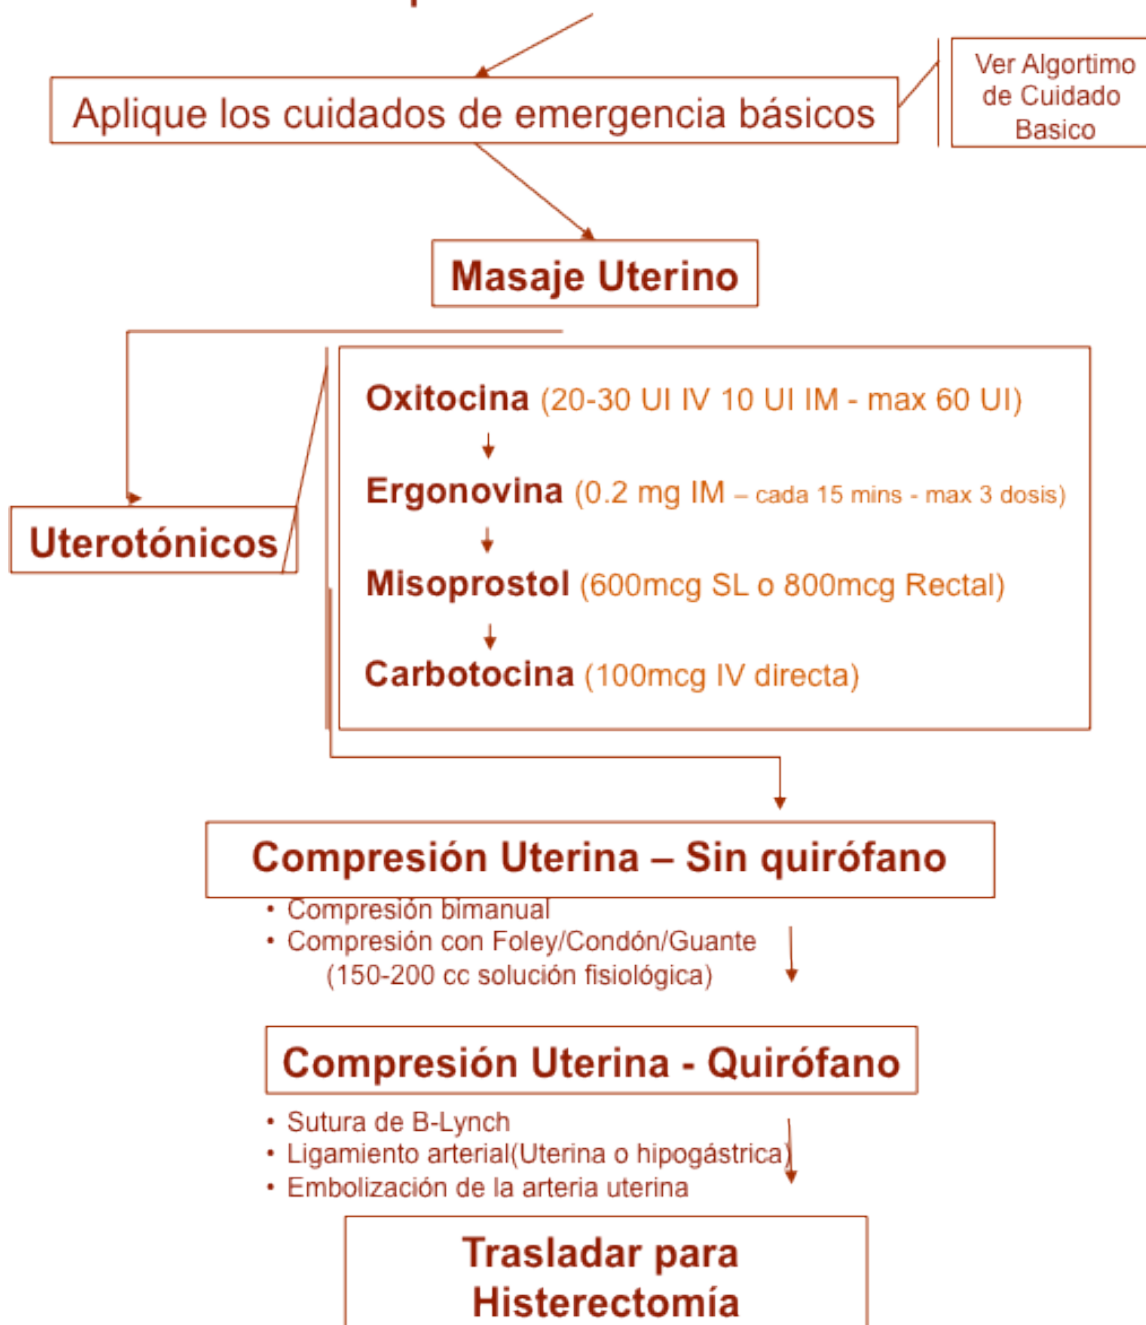 Aplique los cuidados de emergencia básicos
Ver Algortimo
de Cuidado
Basico
Masaje Uterino
Uterotónicos
Oxitocina (20-30 UI IV 10 UI IM - max 60 UI)
Ergonovina (0.2 mg IM – cada 15 mins - max 3 dosis)
Misoprostol (600mcg SL o 800mcg Rectal)
Carbotocina (100mcg IV directa)
Compresión Uterina – Sin quirófano
• Compresión bimanual
• Compresión con Foley/Condón/Guante
(150-200 cc solución fisiológica)
Compresión Uterina - Quirófano
• Sutura de B-Lynch
• Ligamiento arterial(Uterina o hipogástrica)
• Embolización de la arteria uterina
Trasladar para
Histerectomía